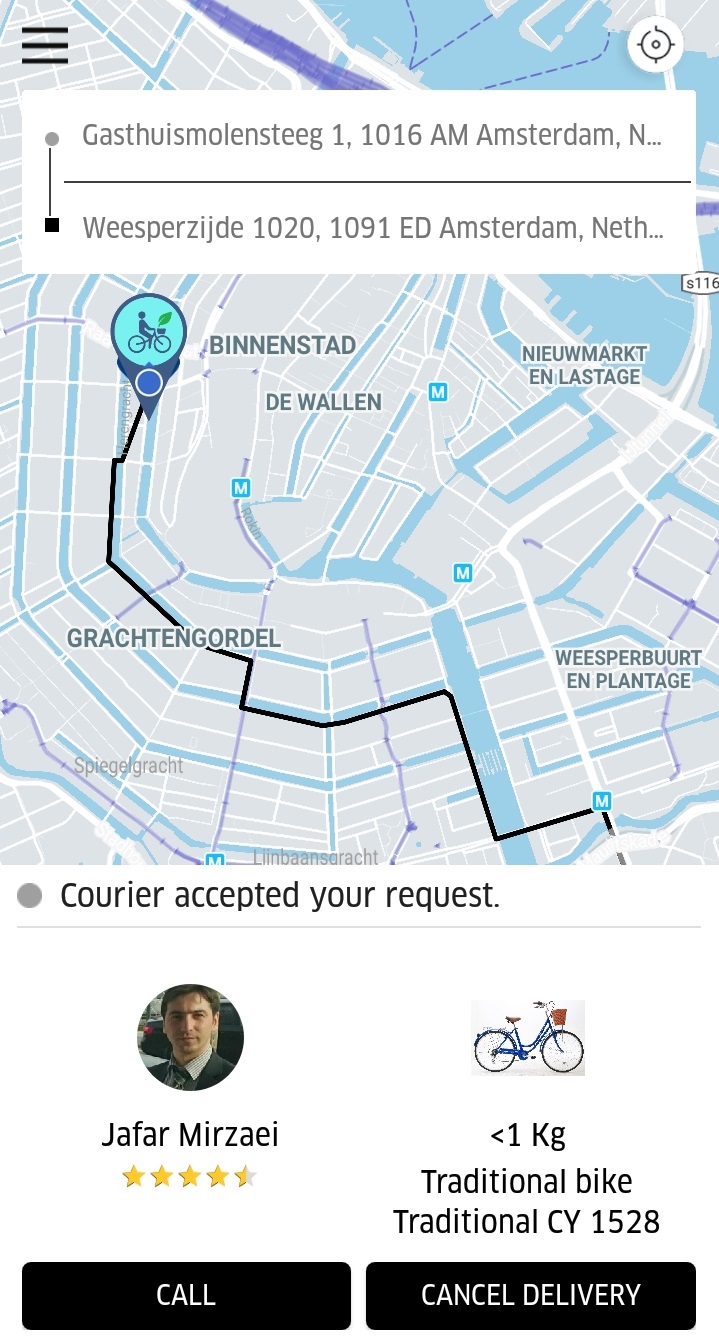 Gasthuismolensteeg 1, 1016 AM Amsterdam, N...
Weesperzijde 1020, 1091 ED Amsterdam, Neth...
s116
BINNENSTAD
NIEUWMARKT
EN LASTAGE
DE WALLEN
M
Herengracht
M
Rokin
M
GRACHTENGORDEL
WEESPERBUURT
EN PLANTAGE
Spiegelgracht
M
Lijnbaansgracht
M
Courier accepted your request.
Jafar Mirzaei
<1 Kg
Traditional bike
Traditional CY 1528
CALL
CANCEL DELIVERY